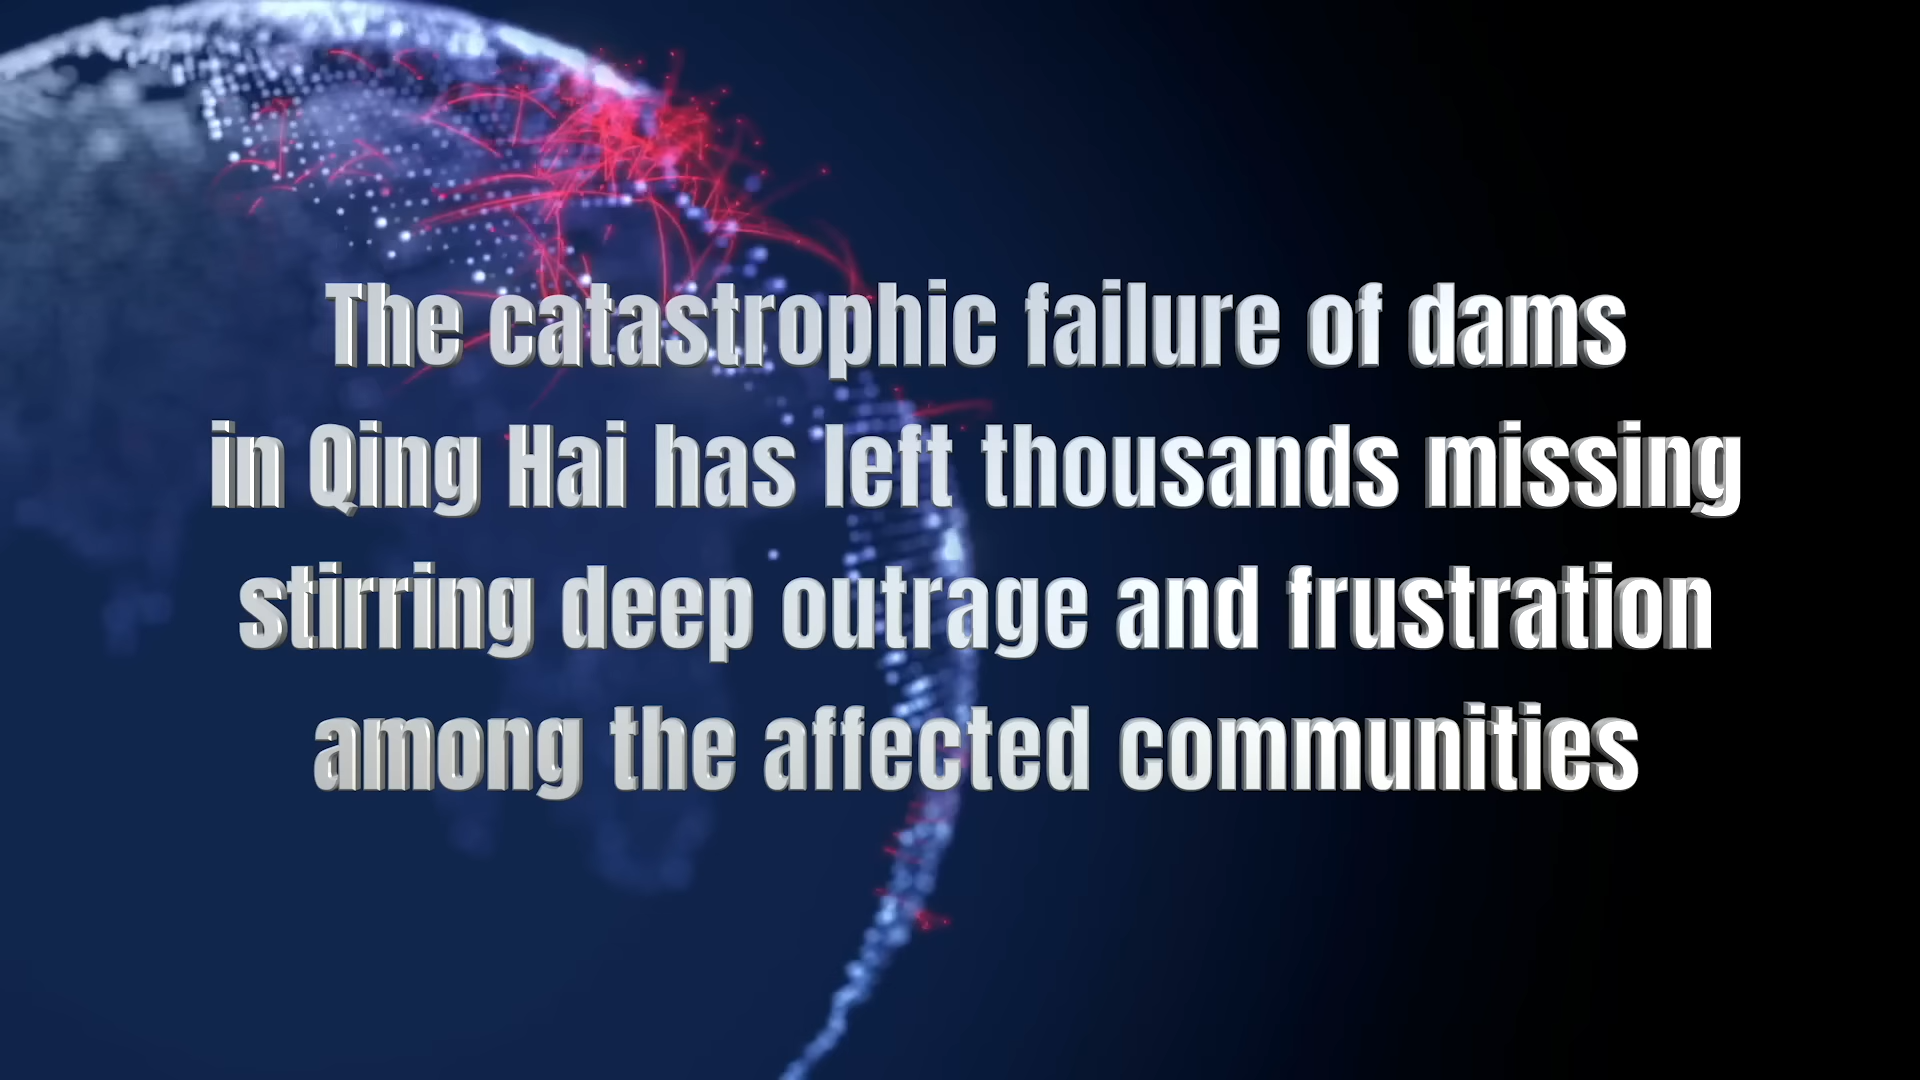 The catastrophic failure of dams
in Qing Hai has left thousands missing
stirring deep outrage and frustration
among the affected communities